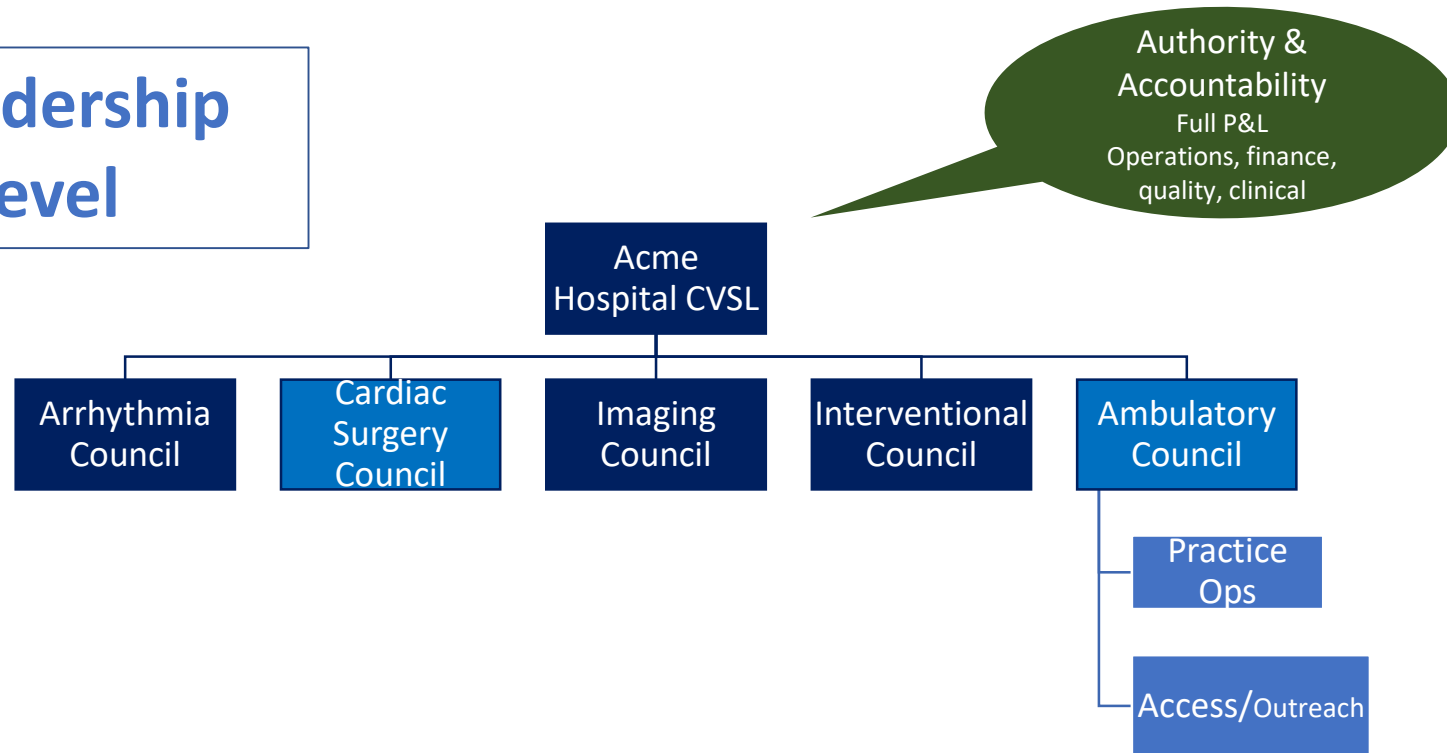 dership
evel
Authority &
Accountability
Full P&L
Operations, finance,
quality, clinical
Acme
Hospital CVSL
Arrhythmia
Council
Cardiac
Surgery
Council
Imaging
Council
Interventional
Council
Ambulatory
Council
Practice
Ops
Access/Outreach